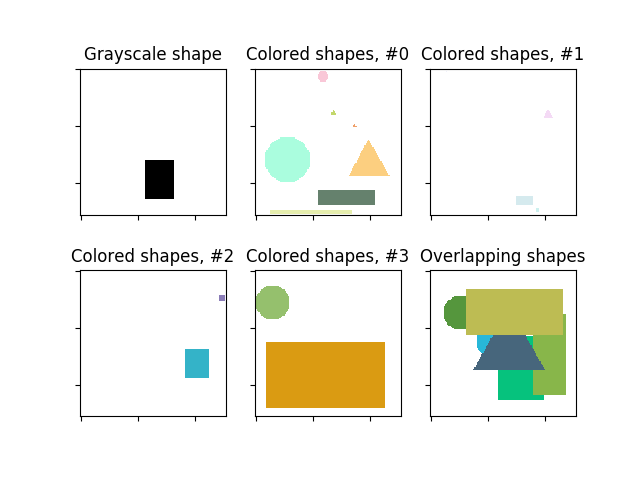 Grayscale shape
Colored shapes, #0
Colored shapes, #1
Colored shapes, #2
Colored shapes, #3
Overlapping shapes